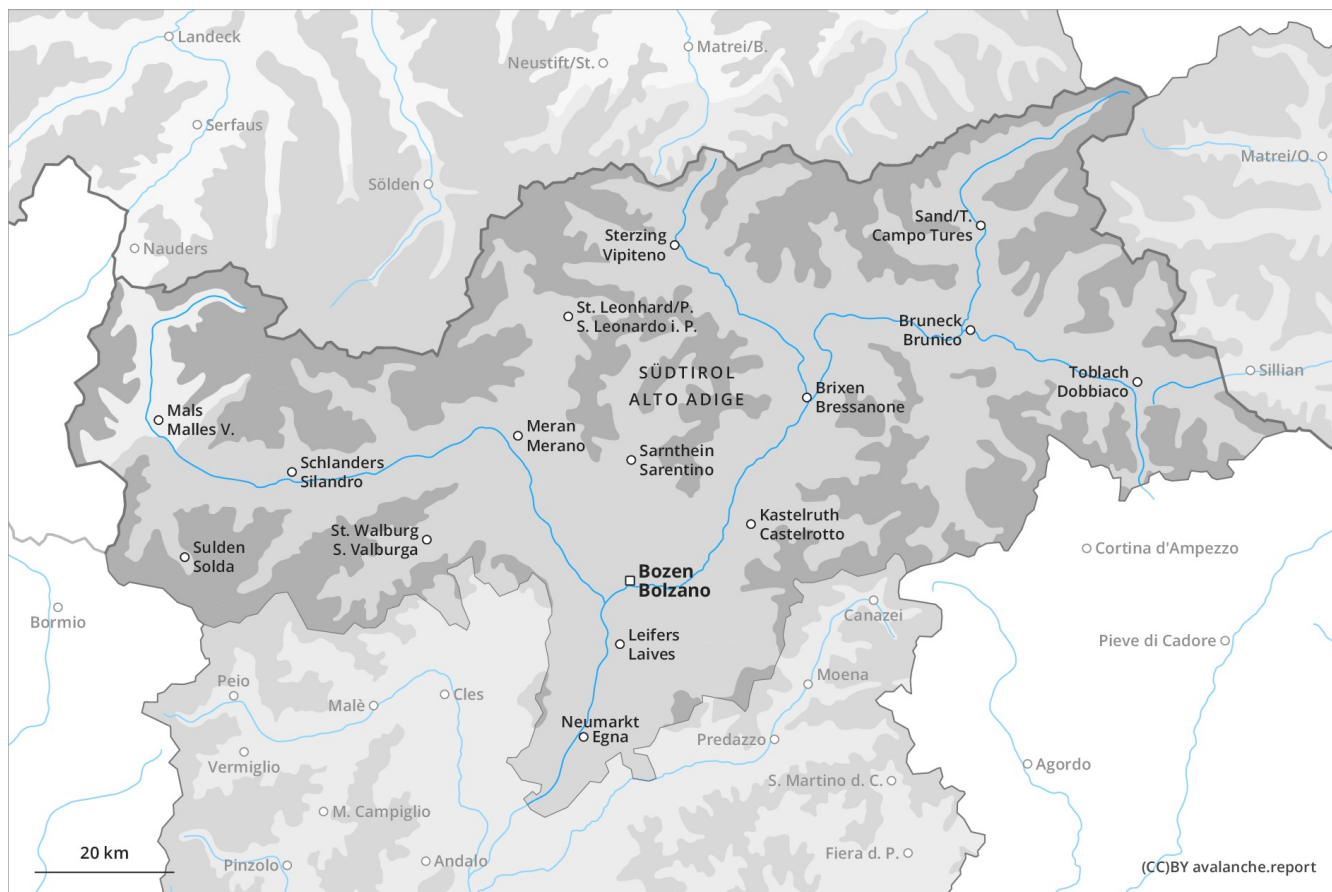 Landeck
Matrei/B.
Neustift/St.
Serfaus
Matrei/O.
Sölden
Sand/T.
Campo Tures
Sterzing
Vipiteno
Nauders
St. Leonhard/P.
S. Leonardo i. P.
Bruneck
Brunico
SÜDTIROL
ALTO ADIGE
Toblach
Dobbiaco
Sillian
Brixen
Bressanone
Mals
Malles V.
Meran
Merano
Sarnthein
Sarentino
Schlanders
Silandro
Kastelruth
Castelrotto
St. Walburg
S. Valburga
Sulden
Solda
Cortina d'Ampezzo
Bozen
Bolzano
Bormio
Canazei
Leifers
Laives
Pieve di Cadore
Moena
Peio
Malè
Cles
Neumarkt
Egna
Predazzo
Vermiglio
Agordo
S. Martino d. C.
M. Campiglio
20 km
Pinzolo
Andalo
Fiera d. P.
(CC)BY avalanche.report